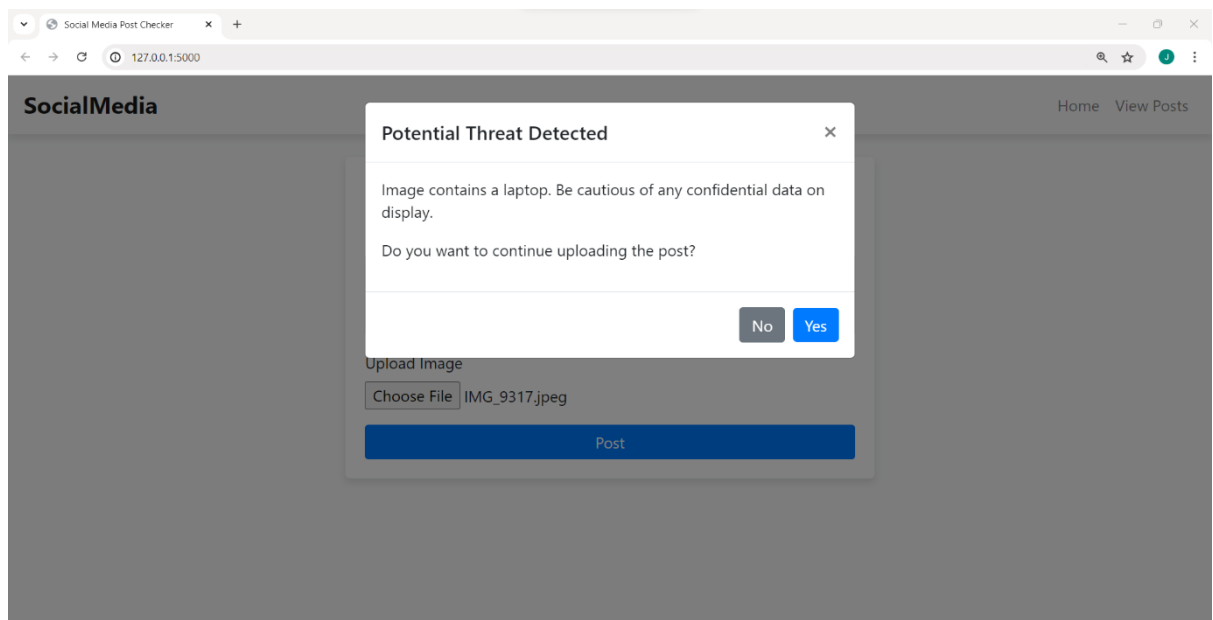 Social Media Post Checker
127.0.0.1:5000
J
SocialMedia
Home View Posts
Potential Threat Detected
Image contains a laptop. Be cautious of any confidential data on
display.
Do you want to continue uploading the post?
No Yes
Upload Image
Choose File IMG_9317.jpeg
Post